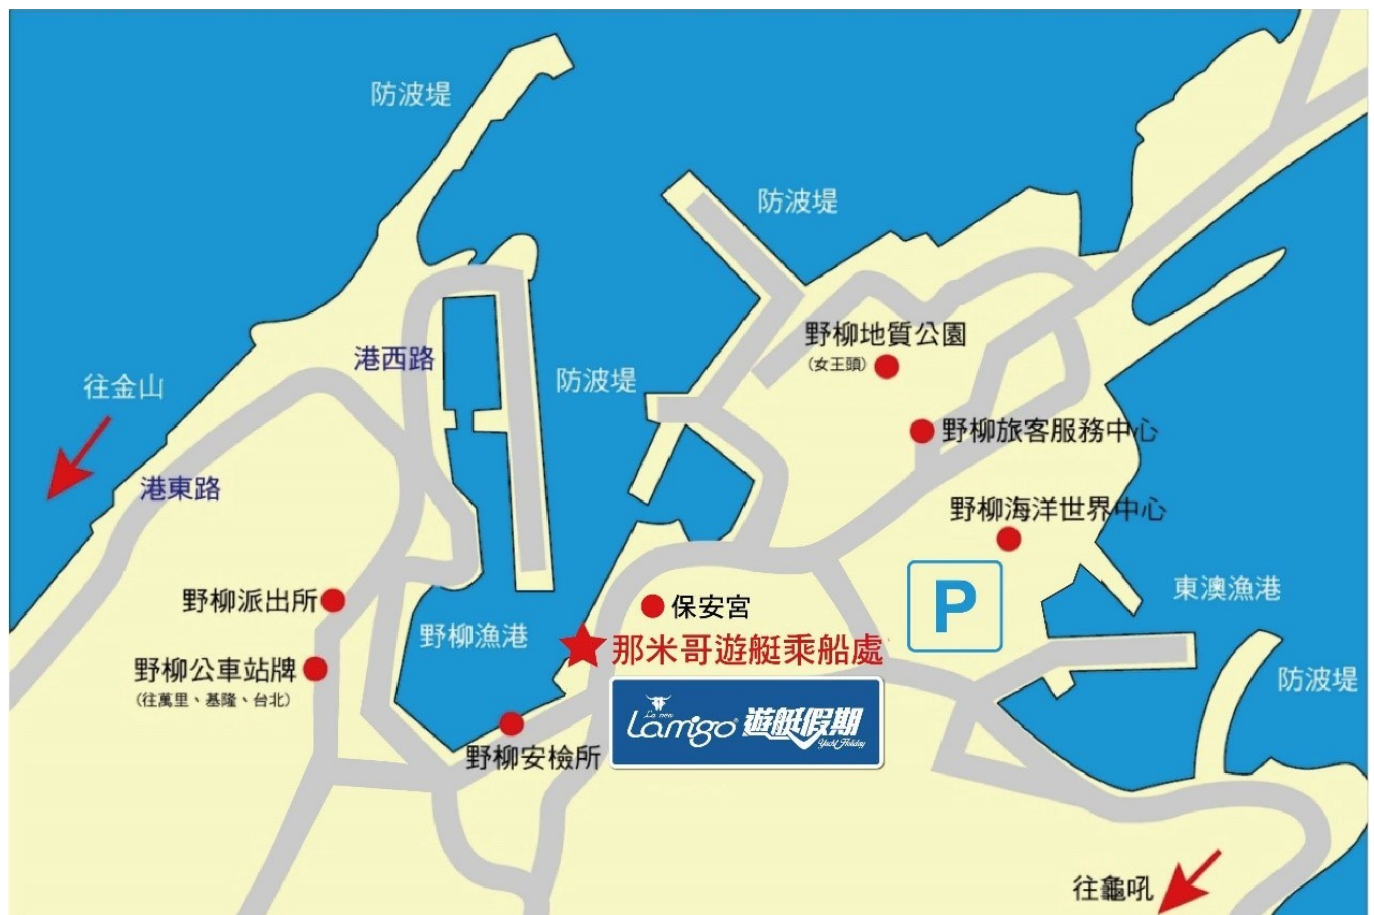 防波堤
防波堤
野柳地質公園
(女王頭)
港西路
防波堤
往金山
野柳旅客服務中心
港東路
野柳海洋世界中心
P
東澳漁港
野柳派出所
保安宮
野柳漁港
那米哥遊艇乘船處
野柳公車站牌
(往萬里、基隆、台北)
防波堤
La new
Lamigo® 遊艇假期
Yacht Holiday
野柳安檢所
往龜吼